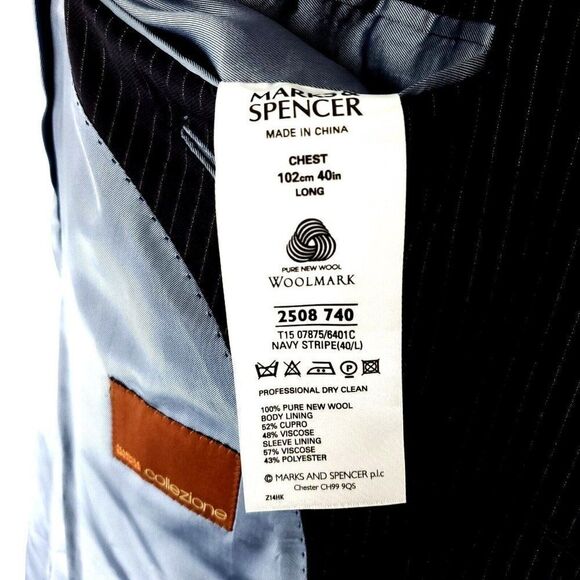 MARKS &
SPENCER
MADE IN CHINA
CHEST
102cm 40in
LONG
PURE NEW WOOL
WOOLMARK
2508 740
T15 07875/6401C
NAVY STRIPE(40/L)
P
PROFESSIONAL DRY CLEAN
100% PURE NEW WOOL
BODY LINING
52% CUPRO
48% VISCOSE
SLEEVE LINING
57% VISCOSE
43% POLYESTER
© MARKS AND SPENCER p.l.c
Chester CH99 9QS
Z14HK
collezione